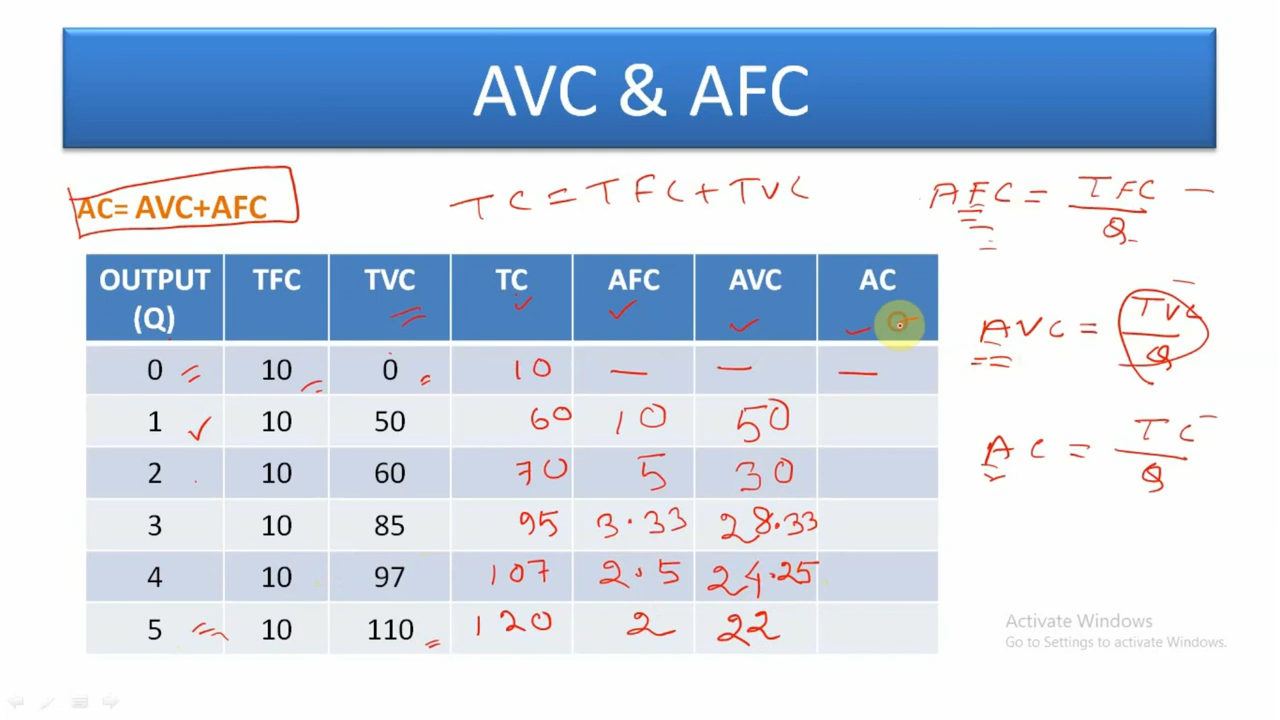 AVC & AFC
AC= AVC+AFC
TC = TFC + TVC
AFC = TFC / Q
OUTPUT (Q) TFC TVC TC AFC AVC AC
0 10 0 10 — — —
1 10 50 60 10 50
2 10 60 70 5 30
3 10 85 95 3.33 28.33
4 10 97 107 2.5 24.25
5 10 110 120 2 22
AVC = TVC / Q
AC = TC / Q
Activate Windows
Go to Settings to activate Windows.